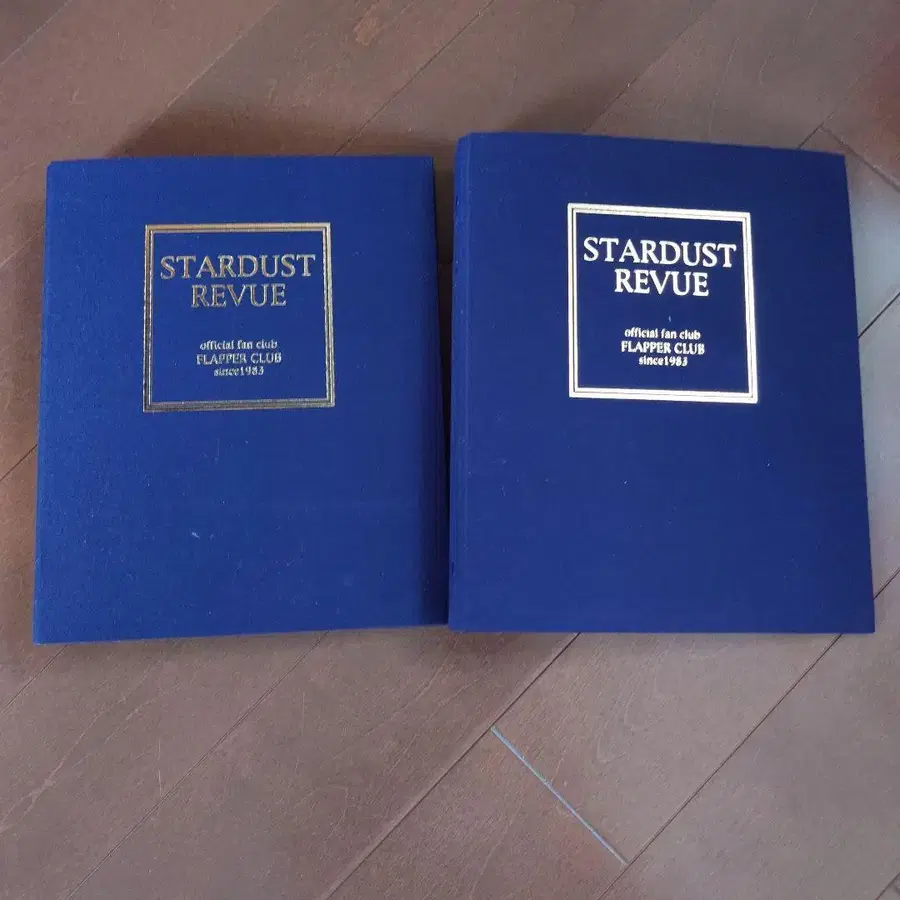 STARDUST
REVUE
official fan club
FLAPPER CLUB
since1983
STARDUST
REVUE
official fan club
FLAPPER CLUB
since1983